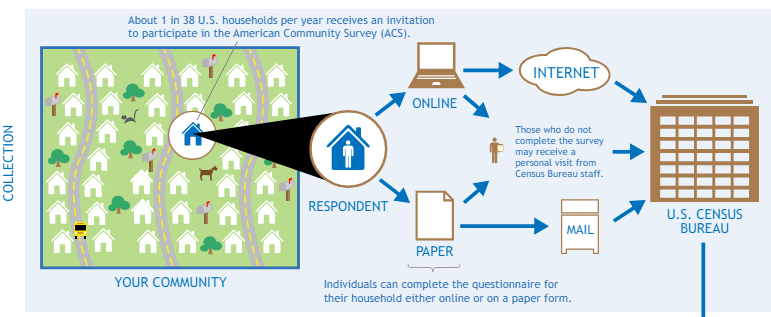 About 1 in 38 U.S. households per year receives an invitation
to participate in the American Community Survey (ACS).
COLLECTION
YOUR COMMUNITY
RESPONDENT
ONLINE
INTERNET
Those who do not
complete the survey
may receive a
personal visit from
Census Bureau staff.
PAPER
MAIL
U.S. CENSUS
BUREAU
Individuals can complete the questionnaire for
their household either online or on a paper form.